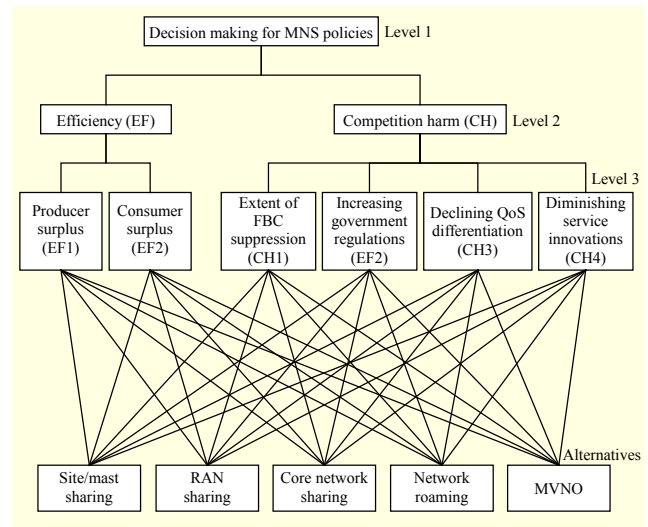 Decision making for MNS policies
Level 1
Efficiency (EF)
Competition harm (CH)
Level 2
Level 3
Producer
surplus
(EF1)
Consumer
surplus
(EF2)
Extent of
FBC
suppression
(CH1)
Increasing
government
regulations
(EF2)
Declining QoS
differentiation
(CH3)
Diminishing
service
innovations
(CH4)
Alternatives
Site/mast
sharing
RAN
sharing
Core network
sharing
Network
roaming
MVNO